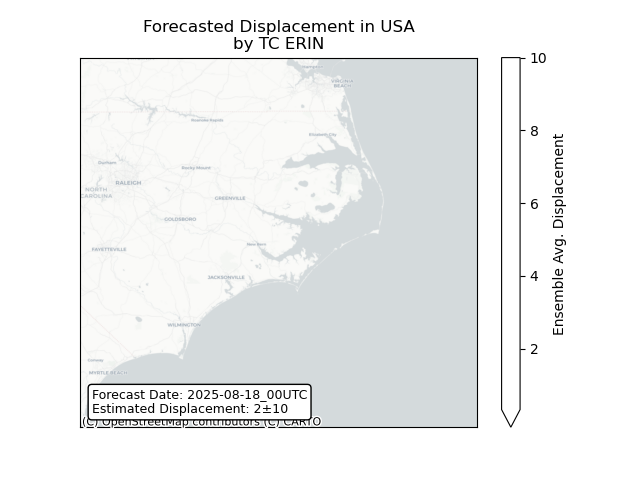 Forecasted Displacement in USA
by TC ERIN
VIRGINIA
BEACH
Roanoke Rapids
Elizabeth City
Durham
Rocky Mount
RALEIGH
NORTH
CAROLINA
GREENVILLE
GOLDSBORO
New Bern
FAYETTEVILLE
JACKSONVILLE
WILMINGTON
Conway
MYRTLE BEACH
Forecast Date: 2025-08-18_00UTC
Estimated Displacement: 2±10
(C) OpenStreetMap contributors (C) CARTO
10
8
6
4
2
Ensemble Avg. Displacement